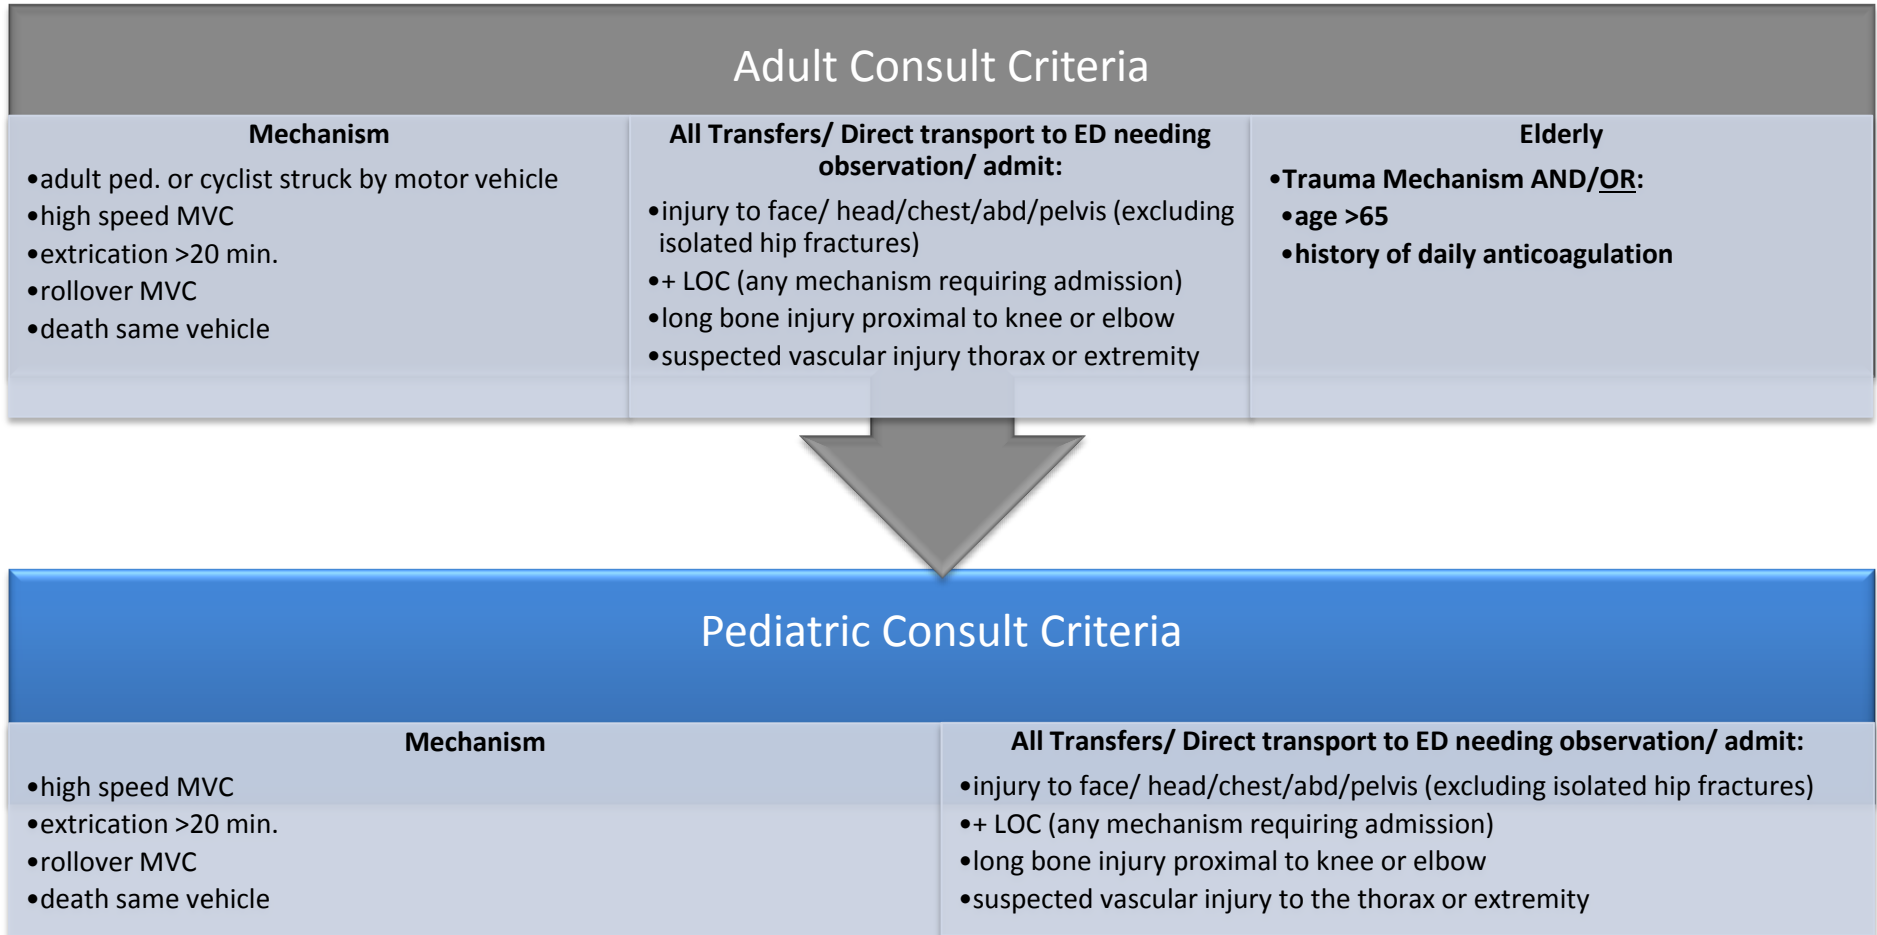 Adult Consult Criteria
Mechanism
•adult ped. or cyclist struck by motor vehicle
•high speed MVC
•extrication >20 min.
•rollover MVC
•death same vehicle
All Transfers/ Direct transport to ED needing
observation/ admit:
•injury to face/ head/chest/abd/pelvis (excluding
isolated hip fractures)
•+ LOC (any mechanism requiring admission)
•long bone injury proximal to knee or elbow
•suspected vascular injury thorax or extremity
Elderly
•Trauma Mechanism AND/OR:
•age >65
•history of daily anticoagulation
Pediatric Consult Criteria
Mechanism
•high speed MVC
•extrication >20 min.
•rollover MVC
•death same vehicle
All Transfers/ Direct transport to ED needing observation/ admit:
•injury to face/ head/chest/abd/pelvis (excluding isolated hip fractures)
•+ LOC (any mechanism requiring admission)
•long bone injury proximal to knee or elbow
•suspected vascular injury to the thorax or extremity